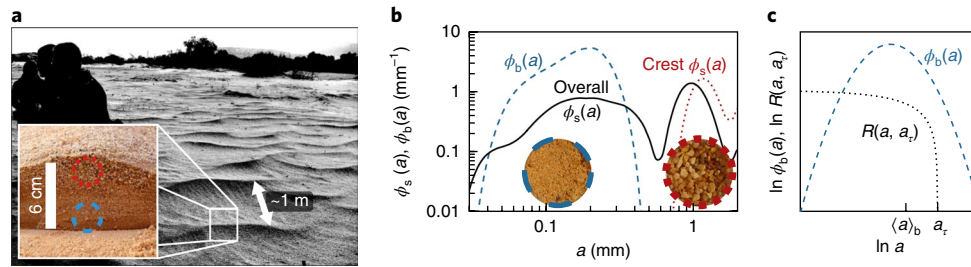 a
6 cm
~1 m
b
ϕb(a)
Overall
ϕs(a)
Crest ϕs(a)
10
1
0.1
0.01
ϕs(a), ϕb(a) (mm⁻¹)
0.1
1.0
a (mm)
c
ϕb(a)
R(a, aτ)
ln ϕb(a), ln R(a, aτ)
⟨a⟩b
aτ
ln a